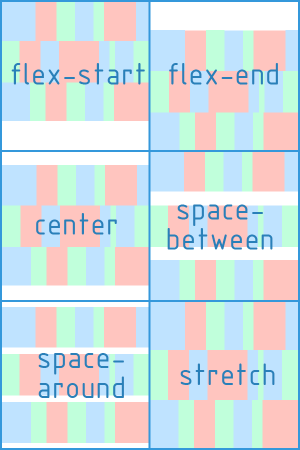 flex-start
flex-end
center
space-
between
space-
around
stretch